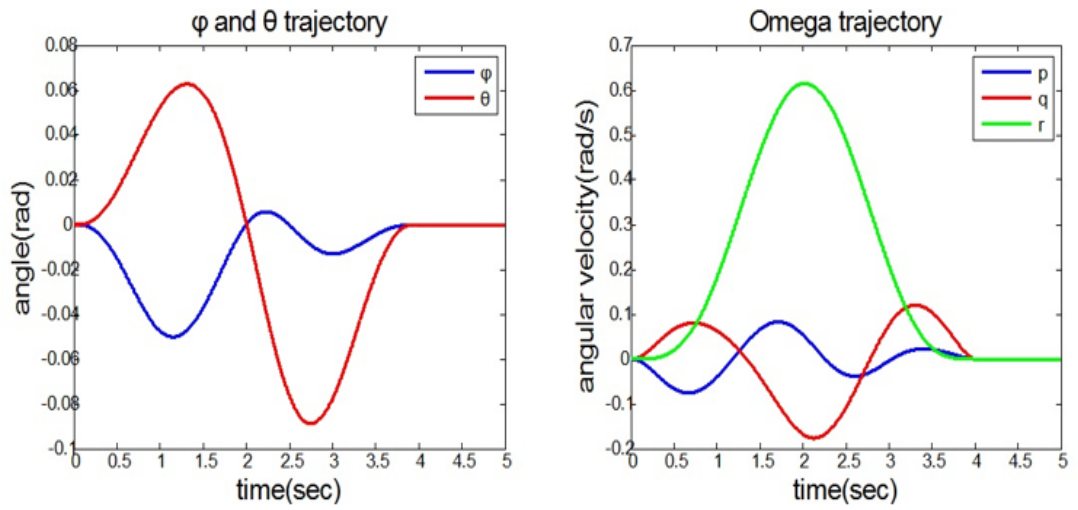 φ and θ trajectory
0.08
0.06
0.04
0.02
0
-0.02
-0.04
-0.06
-0.08
-0.1
angle(rad)
0 0.5 1 1.5 2 2.5 3 3.5 4 4.5 5
time(sec)
φ
θ
Omega trajectory
0.7
0.6
0.5
0.4
0.3
0.2
0.1
0
-0.1
-0.2
angular velocity(rad/s)
0 0.5 1 1.5 2 2.5 3 3.5 4 4.5 5
time(sec)
p
q
r